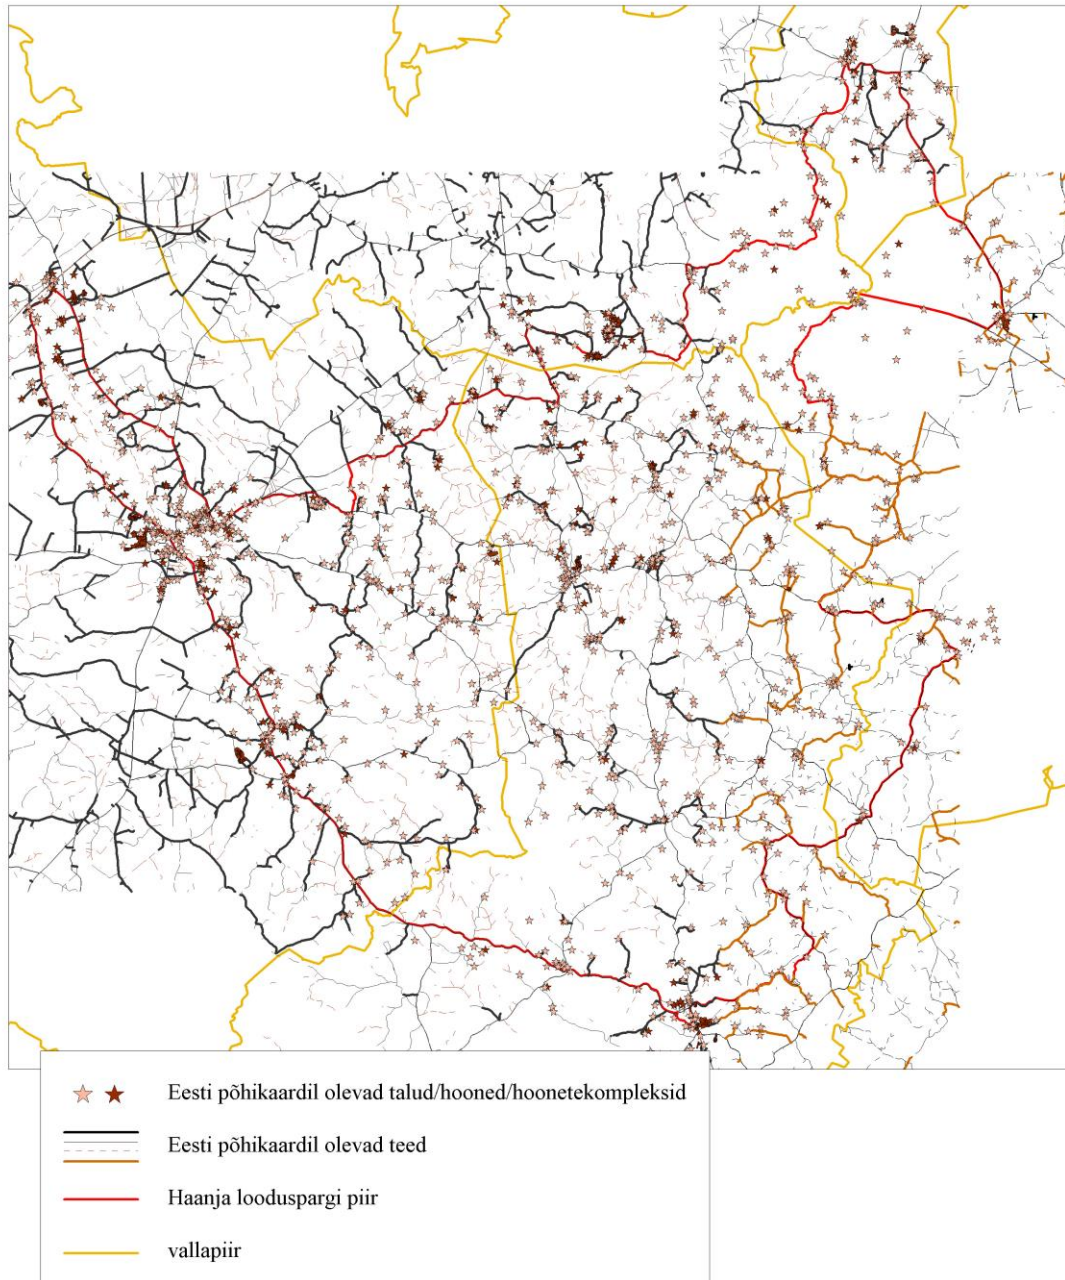 Eesti põhikaardil olevad talud/hooned/hoonetekompleksid
Eesti põhikaardil olevad teed
Haanja looduspargi piir
vallapiir